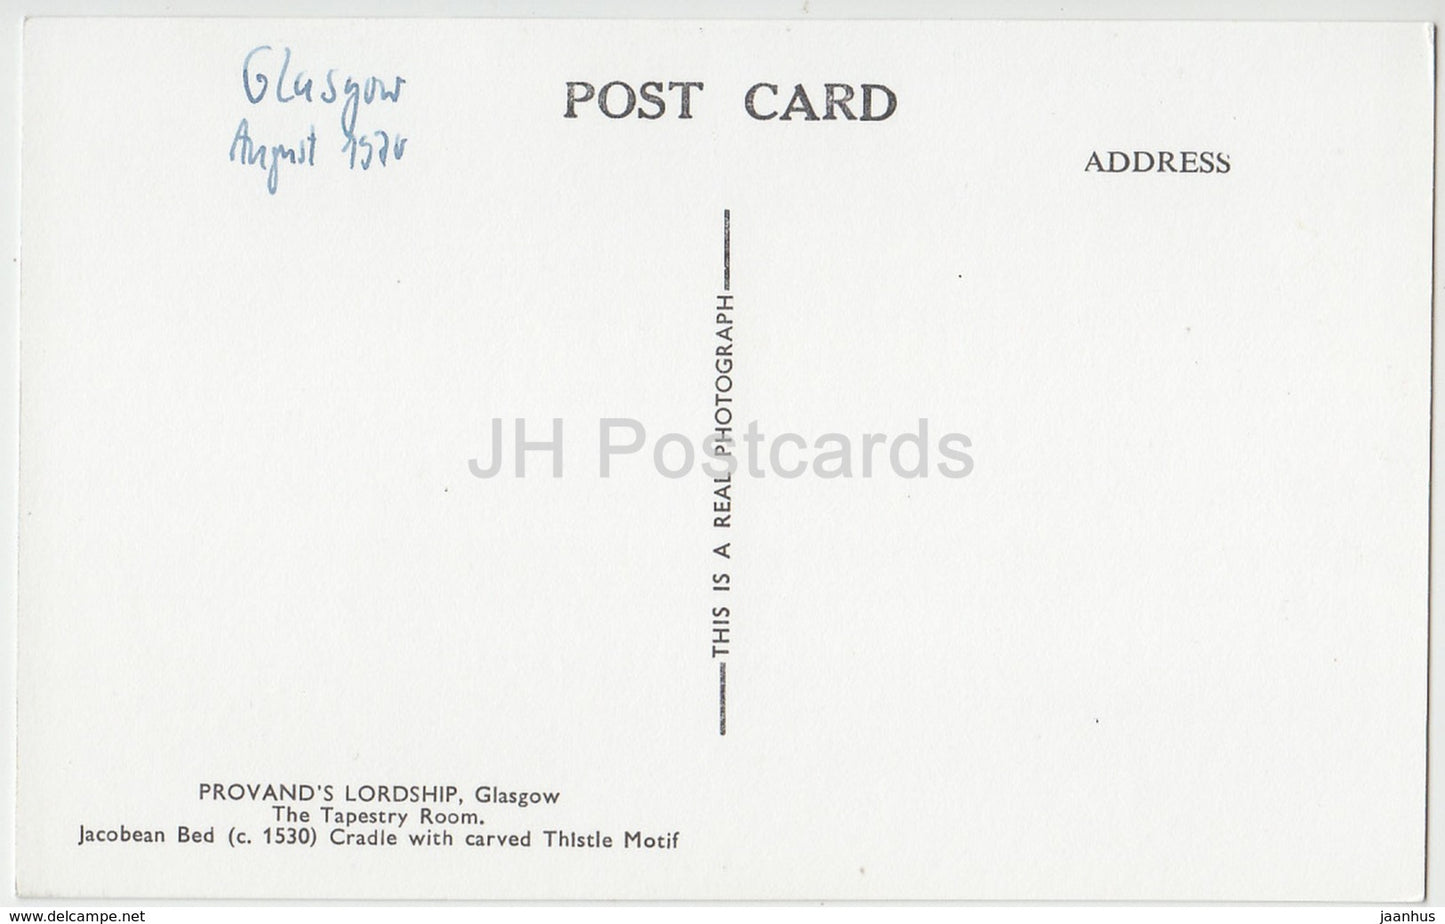 Glasgow
August 1970
POST CARD
ADDRESS
THIS IS A REAL PHOTOGRAPH
JH Postcards
PROVAND'S LORDSHIP, Glasgow
The Tapestry Room.
Jacobean Bed (c. 1530) Cradle with carved Thistle Motif
www.delcampe.net
jaanhus